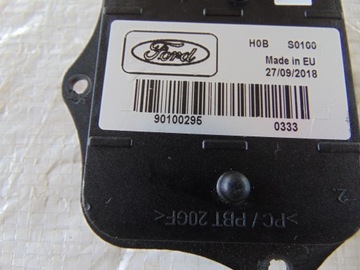 Ford
H0B S0100
Made in EU
27/09/2018
90100295
0333
>PC / PBT 20GF<